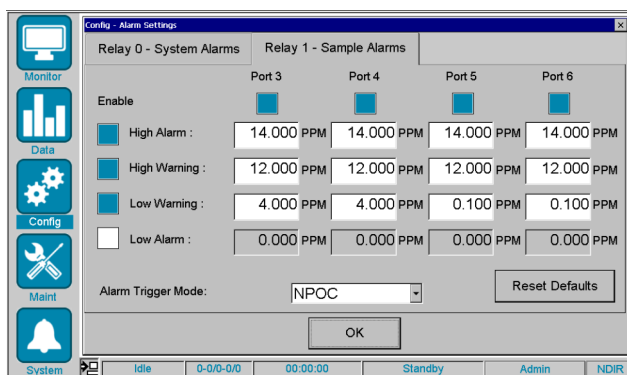 Config - Alarm Settings
Relay 0 - System Alarms Relay 1 - Sample Alarms
Monitor
Port 3 Port 4 Port 5 Port 6
Enable
High Alarm : 14.000 PPM 14.000 PPM 14.000 PPM 14.000 PPM
Data
High Warning : 12.000 PPM 12.000 PPM 12.000 PPM 12.000 PPM
Low Warning : 4.000 PPM 4.000 PPM 0.100 PPM 0.100 PPM
Config
Low Alarm : 0.000 PPM 0.000 PPM 0.000 PPM 0.000 PPM
Alarm Trigger Mode: NPOC Reset Defaults
Maint
OK
System Idle 0-0/0-0/0 00:00:00 Standby Admin NDIR